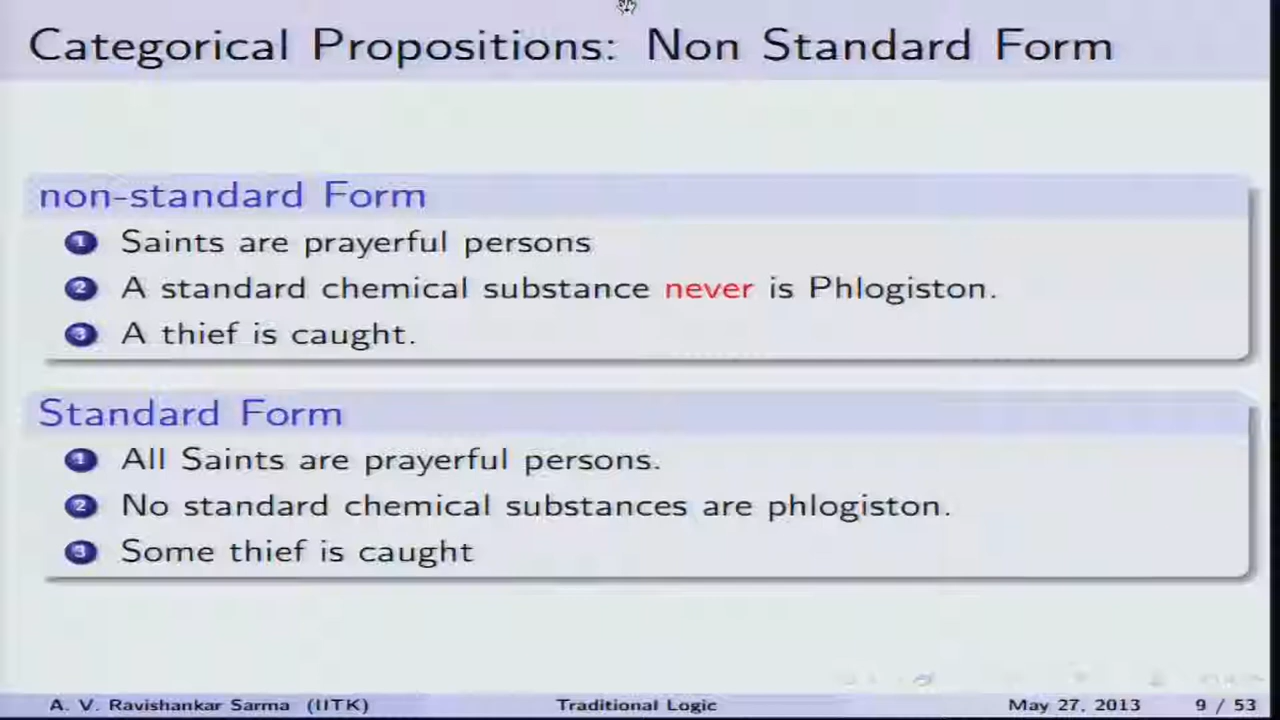 Categorical Propositions: Non Standard Form
non-standard Form
1 Saints are prayerful persons
2 A standard chemical substance never is Phlogiston.
3 A thief is caught.
Standard Form
1 All Saints are prayerful persons.
2 No standard chemical substances are phlogiston.
3 Some thief is caught
A. V. Ravishankar Sarma (IITK) Traditional Logic May 27, 2013 9 / 53